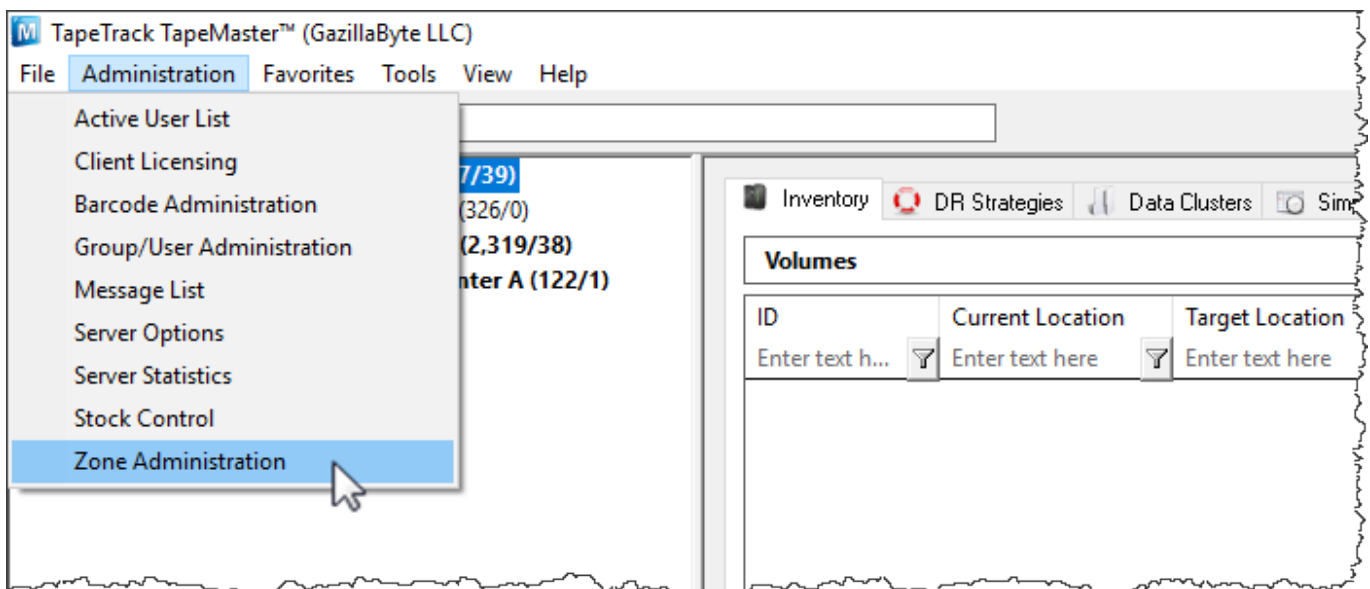 TapeTrack TapeMaster™ (GazillaByte LLC)
File Administration Favorites Tools View Help
Active User List
Client Licensing
Barcode Administration
Group/User Administration
Message List
Server Options
Server Statistics
Stock Control
Zone Administration
7/39)
(326/0)
(2,319/38)
nter A (122/1)
Inventory DR Strategies Data Clusters Sim
Volumes
ID Current Location Target Location
Enter text h... Enter text here Enter text here